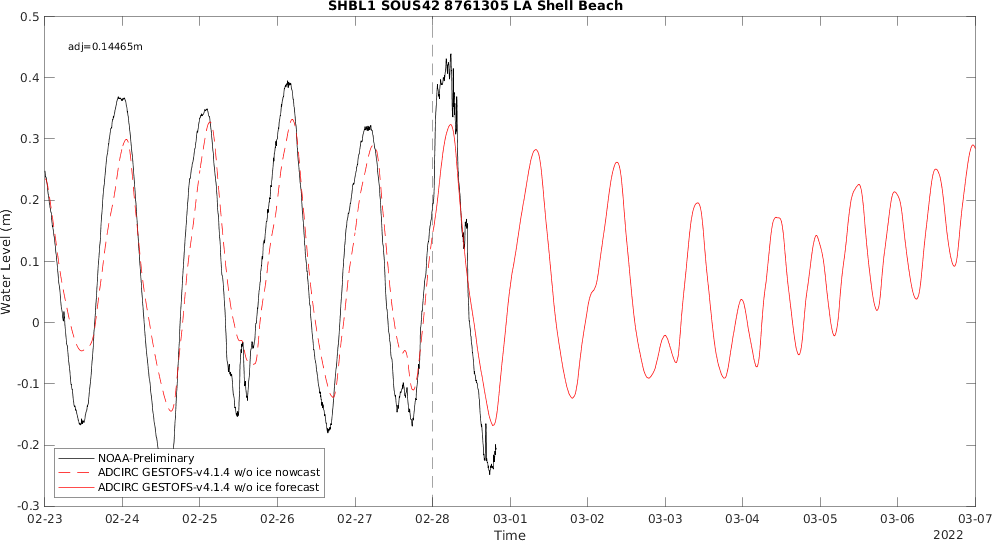 SHBL1 SOUS42 8761305 LA Shell Beach
adj=0.14465m
Water Level (m)
0.5
0.4
0.3
0.2
0.1
0
-0.1
-0.2
-0.3
NOAA-Preliminary
ADCIRC GESTOFS-v4.1.4 w/o ice nowcast
ADCIRC GESTOFS-v4.1.4 w/o ice forecast
02-23 02-24 02-25 02-26 02-27 02-28 03-01 03-02 03-03 03-04 03-05 03-06 03-07
Time
2022